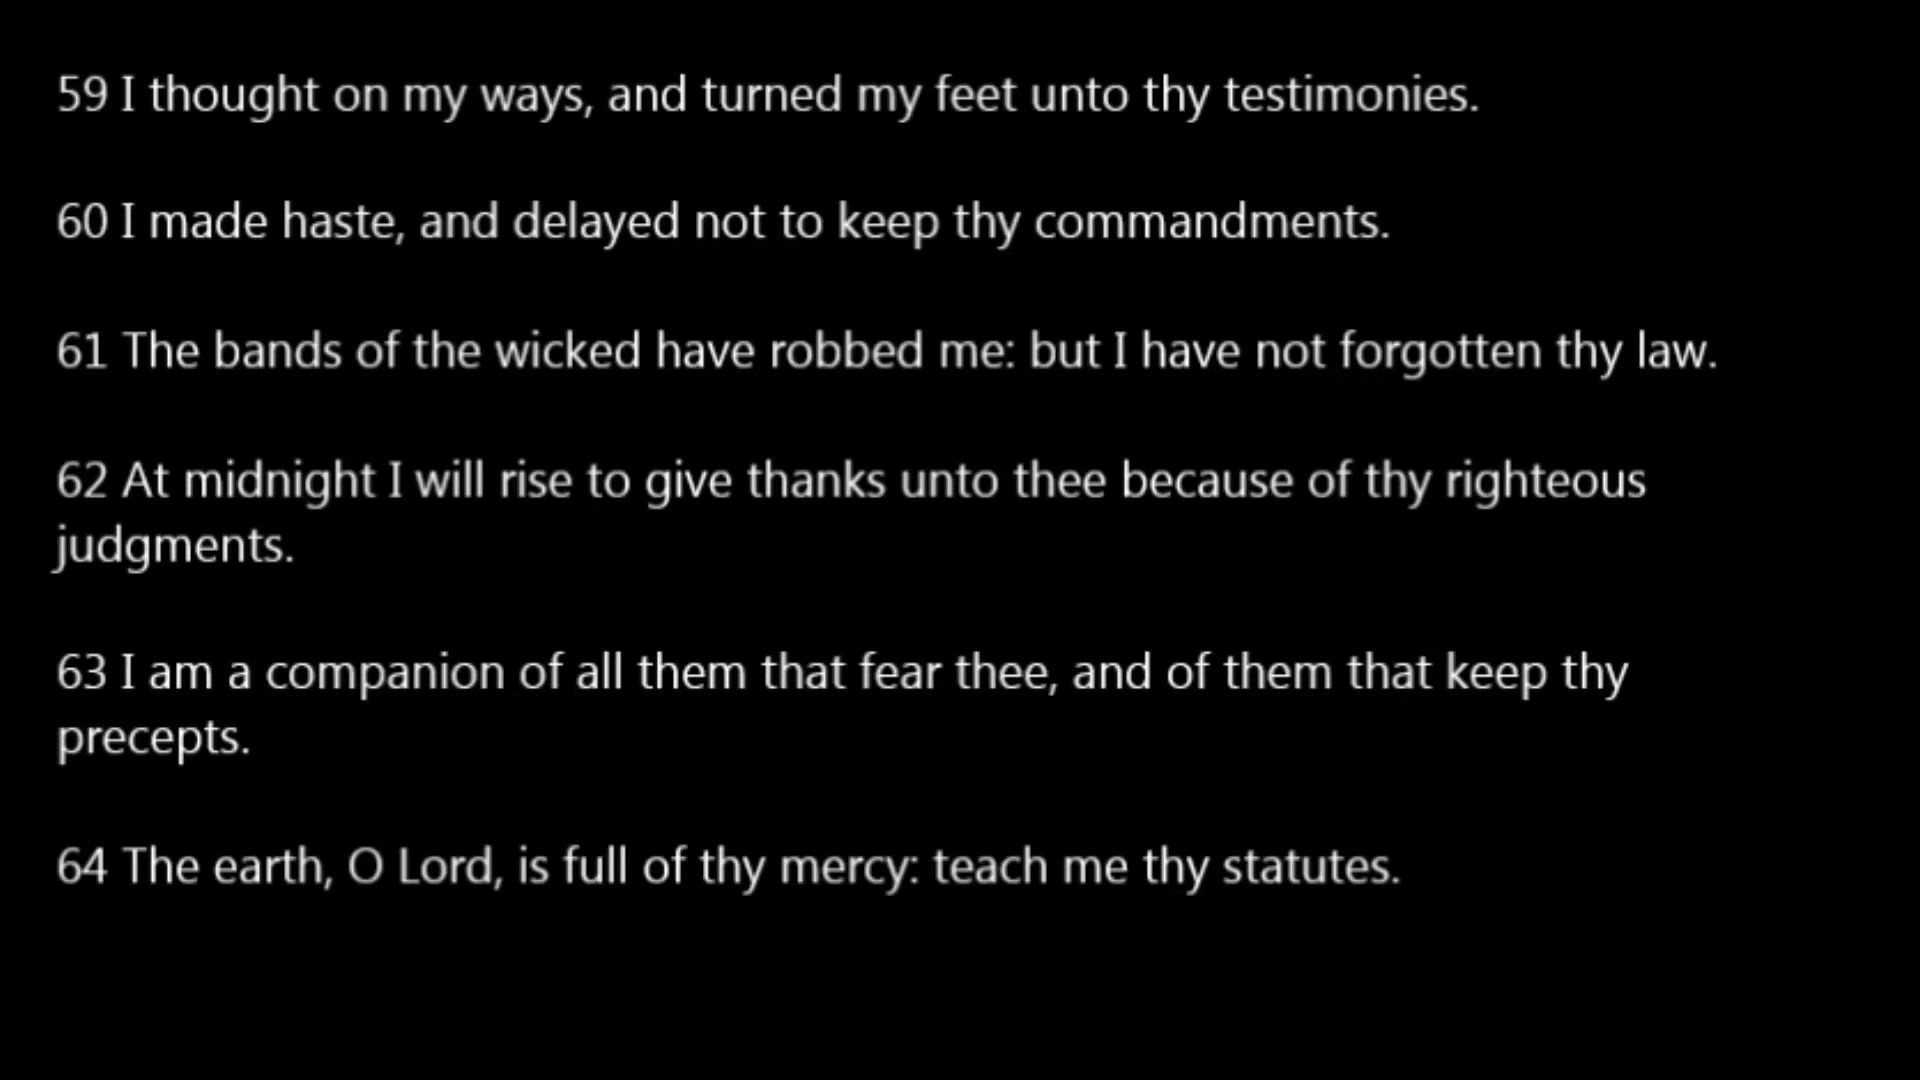 59 I thought on my ways, and turned my feet unto thy testimonies.
60 I made haste, and delayed not to keep thy commandments.
61 The bands of the wicked have robbed me: but I have not forgotten thy law.
62 At midnight I will rise to give thanks unto thee because of thy righteous
judgments.
63 I am a companion of all them that fear thee, and of them that keep thy
precepts.
64 The earth, O Lord, is full of thy mercy: teach me thy statutes.